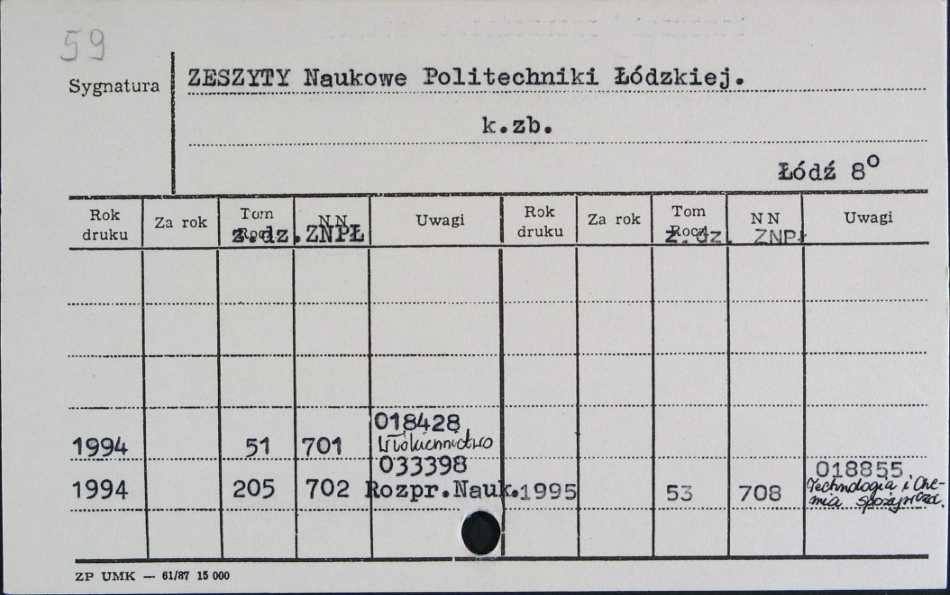 59
Sygnatura
ZESZYTY Naukowe Politechniki Łódzkiej.
k.zb.
Łódź 8°
Rok druku Za rok Tom Rocz. N N Uwagi Rok druku Za rok Tom Rocz. N N Uwagi
z.dz. ZNPŁ z.dz. ZNPŁ
018428
1994 51 701 Włókiennictwo
033398
1994 205 702 Rozpr.Nauk.
018855
1995 53 708 Technologia i Che-
mia spożywcza.
ZP UMK — 61/87 15 000